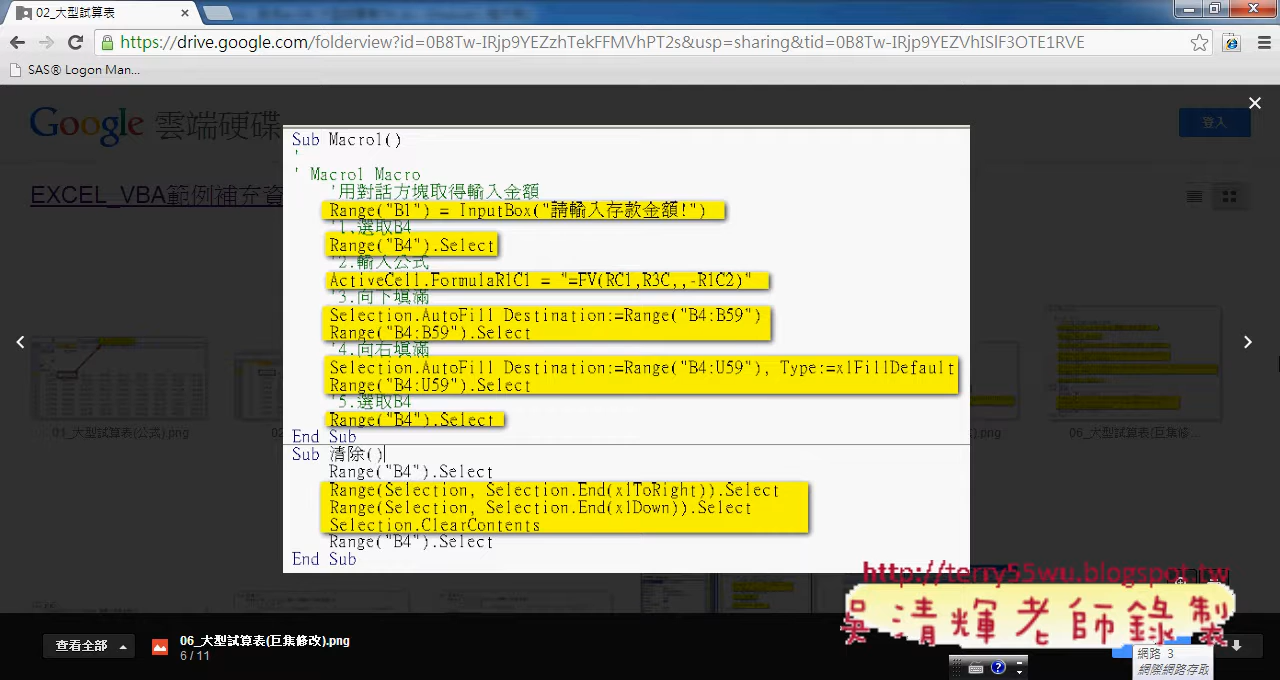 02_大型試算表
https://drive.google.com/folderview?id=0B8Tw-IRjp9YEZzhTekFFMVhPT2s&usp=sharing&tid=0B8Tw-IRjp9YEZVhISlF3OTE1RVE
SAS® Logon Man...
Google 雲端硬碟
登入
EXCEL_VBA範例補充資
Sub Macro1()
'
' Macro1 Macro
'用對話方塊取得輸入金額
Range("B1") = InputBox("請輸入存款金額!")
'1.選取B4
Range("B4").Select
'2.輸入公式
ActiveCell.FormulaR1C1 = "=FV(RC1,R3C,,-R1C2)"
'3.向下填滿
Selection.AutoFill Destination:=Range("B4:B59")
Range("B4:B59").Select
'4.向右填滿
Selection.AutoFill Destination:=Range("B4:U59"), Type:=xlFillDefault
Range("B4:U59").Select
'5.選取B4
Range("B4").Select
End Sub
Sub 清除()
Range("B4").Select
Range(Selection, Selection.End(xlToRight)).Select
Range(Selection, Selection.End(xlDown)).Select
Selection.ClearContents
Range("B4").Select
End Sub
01_大型試算表(公式).png
02
.png
06_大型試算表(巨集修...
http://terry55wu.blogspot.tw
吳清輝老師錄製
查看全部
06_大型試算表(巨集修改).png
6 / 11
網路 3
網際網路存取